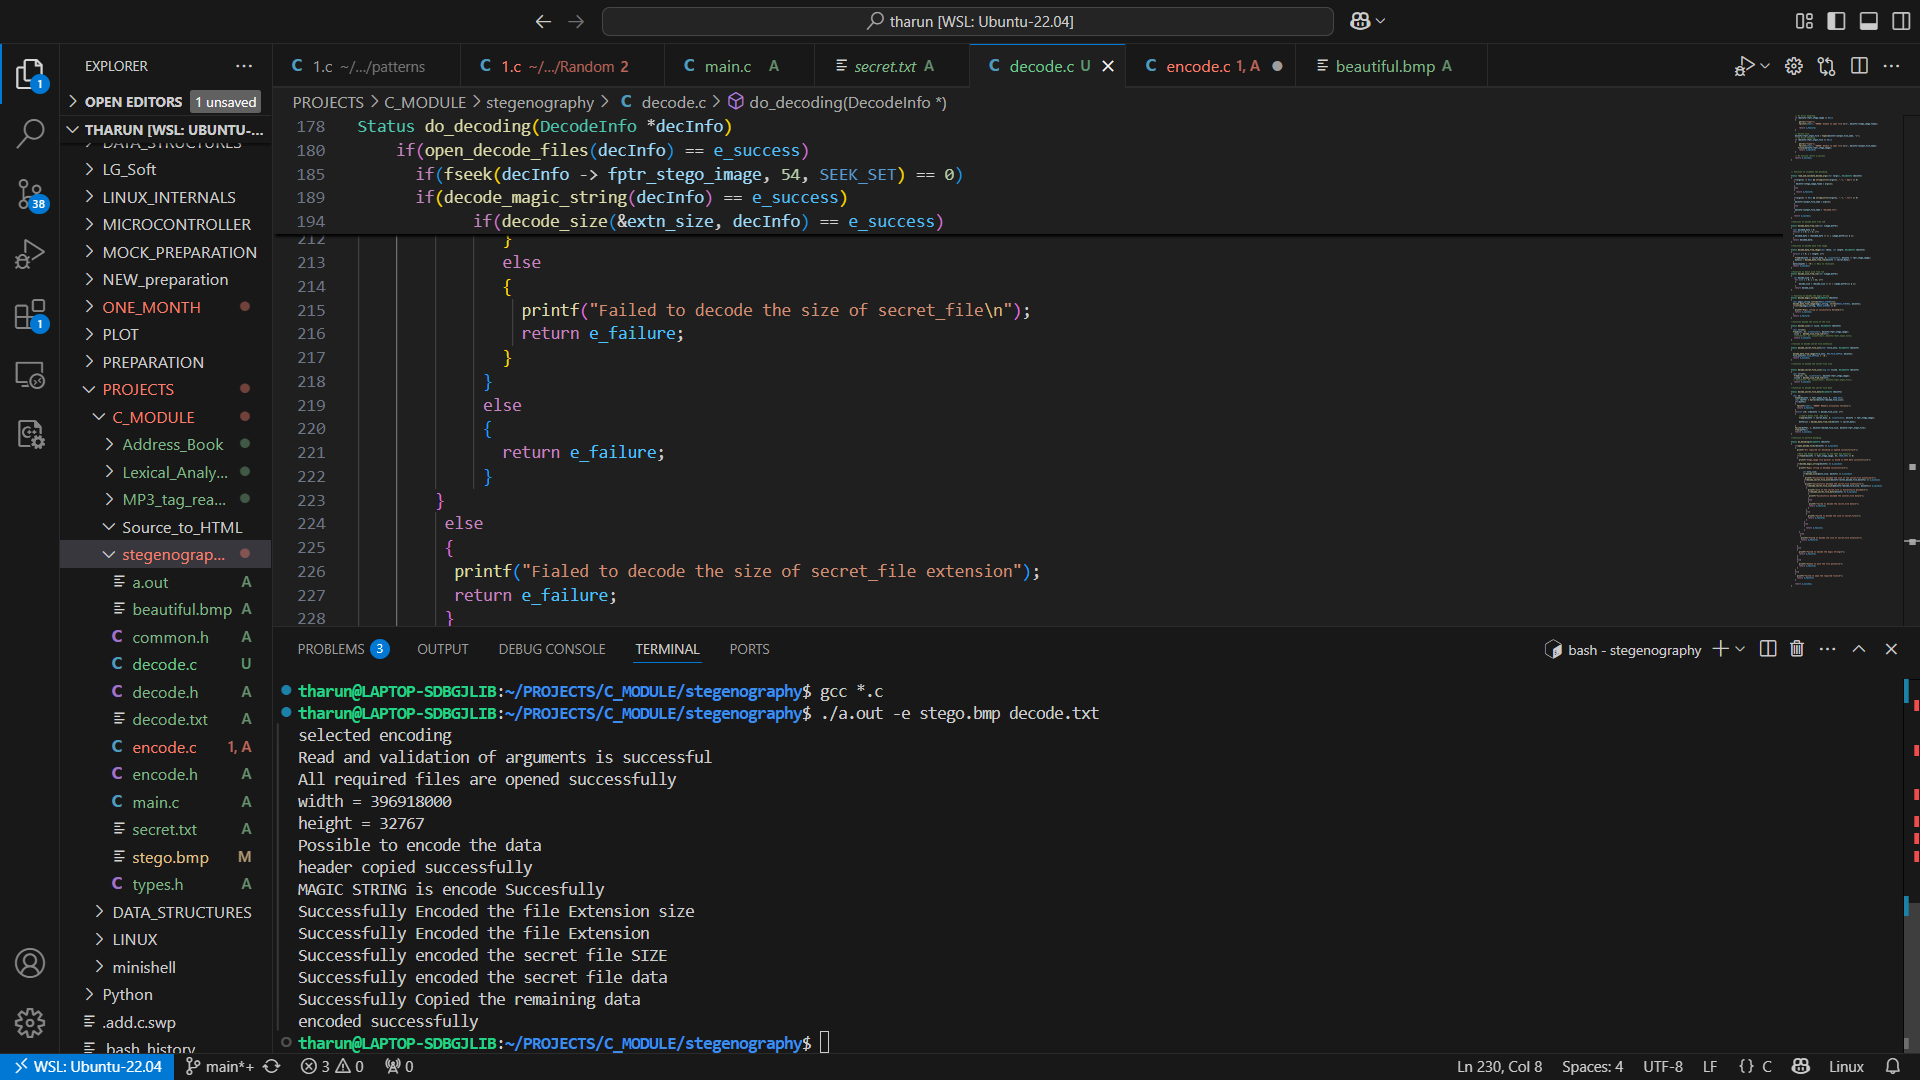 tharun [WSL: Ubuntu-22.04]
EXPLORER
1.c ~/.../patterns
1.c ~/.../Random 2
main.c A
secret.txt A
decode.c U
encode.c 1, A
beautiful.bmp A
OPEN EDITORS 1 unsaved
PROJECTS > C_MODULE > stegenography > C decode.c > do_decoding(DecodeInfo *)
THARUN [WSL: UBUNTU-...
DATA_STRUCTURES
LG_Soft
LINUX_INTERNALS
MICROCONTROLLER
MOCK_PREPARATION
NEW_preparation
ONE_MONTH
PLOT
PREPARATION
PROJECTS
C_MODULE
Address_Book
Lexical_Analy...
MP3_tag_rea...
Source_to_HTML
stegenograp...
a.out A
beautiful.bmp A
common.h A
decode.c U
decode.h A
decode.txt A
encode.c 1, A
encode.h A
main.c A
secret.txt A
stego.bmp M
types.h A
DATA_STRUCTURES
LINUX
minishell
Python
.add.c.swp
bash_history
1
38
1
178 Status do_decoding(DecodeInfo *decInfo)
180 if(open_decode_files(decInfo) == e_success)
185 if(fseek(decInfo -> fptr_stego_image, 54, SEEK_SET) == 0)
189 if(decode_magic_string(decInfo) == e_success)
194 if(decode_size(&extn_size, decInfo) == e_success)
212 }
213 else
214 {
215 printf("Failed to decode the size of secret_file\n");
216 return e_failure;
217 }
218 }
219 else
220 {
221 return e_failure;
222 }
223 }
224 else
225 {
226 printf("Fialed to decode the size of secret_file extension");
227 return e_failure;
228 }
PROBLEMS 3 OUTPUT DEBUG CONSOLE TERMINAL PORTS
bash - stegenography
tharun@LAPTOP-SDBGJLIB:~/PROJECTS/C_MODULE/stegenography$ gcc *.c
tharun@LAPTOP-SDBGJLIB:~/PROJECTS/C_MODULE/stegenography$ ./a.out -e stego.bmp decode.txt
selected encoding
Read and validation of arguments is successful
All required files are opened successfully
width = 396918000
height = 32767
Possible to encode the data
header copied successfully
MAGIC STRING is encode Succesfully
Successfully Encoded the file Extension size
Successfully Encoded the file Extension
Successfully encoded the secret file SIZE
Successfully encoded the secret file data
Successfully Copied the remaining data
encoded successfully
tharun@LAPTOP-SDBGJLIB:~/PROJECTS/C_MODULE/stegenography$
WSL: Ubuntu-22.04 main*+ 3 0 0
Ln 230, Col 8 Spaces: 4 UTF-8 LF {} C Linux